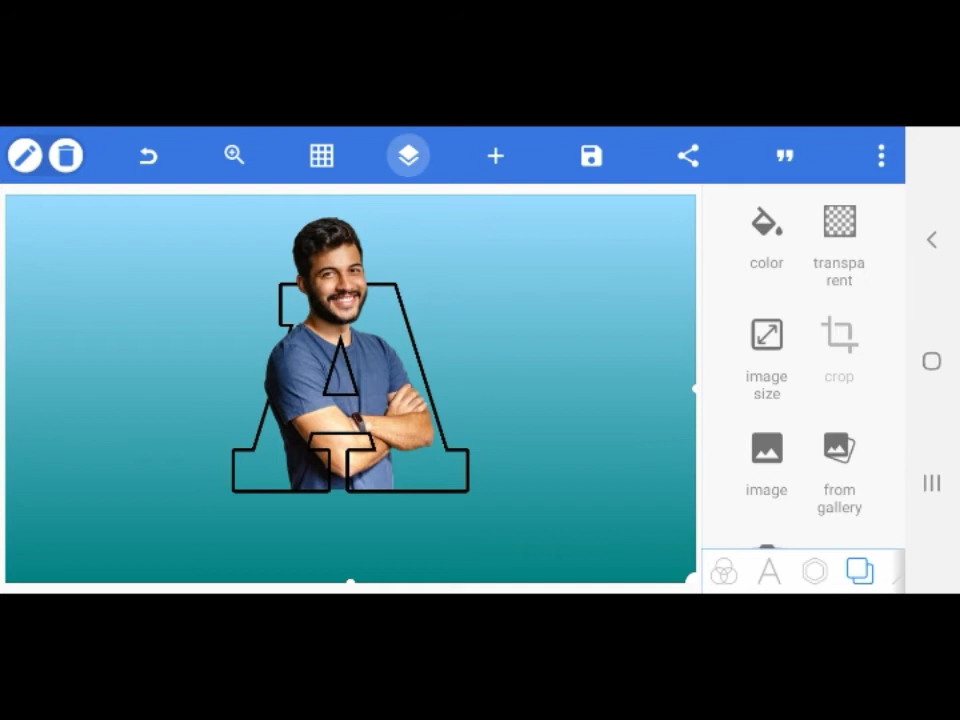 A
color
transpa
rent
image
size
crop
image
from
gallery
A